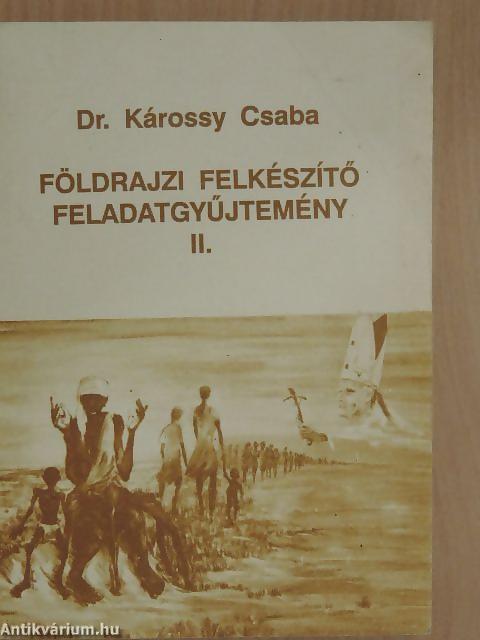 Dr. Károssy Csaba
FÖLDRAJZI FELKÉSZÍTŐ
FELADATGYŰJTEMÉNY
II.
Antikvárium.hu